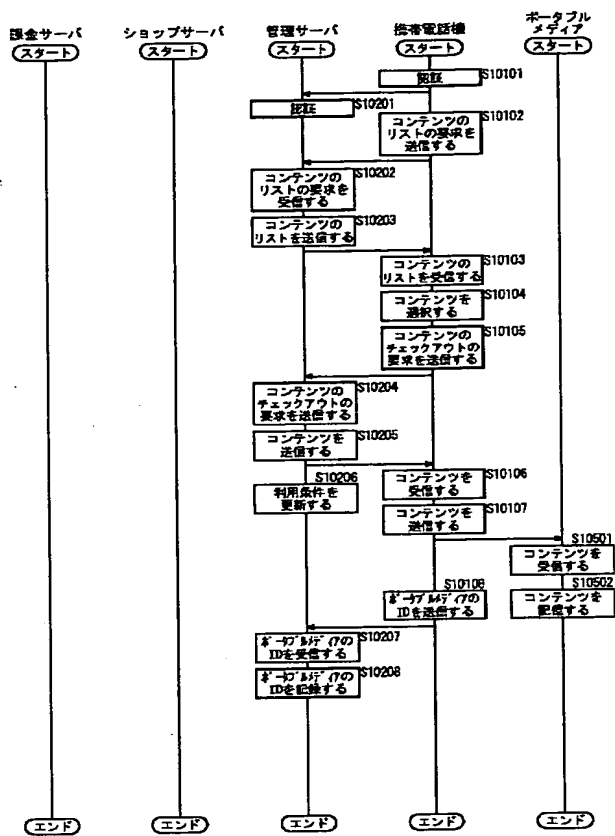 課金サーバ
ショップサーバ
管理サーバ
携帯電話機
ポータブル
メディア
スタート
スタート
スタート
スタート
スタート
認証
S10101
認証
S10201
コンテンツの
リストの要求を
送信する
S10102
コンテンツの
リストの要求を
受信する
S10202
コンテンツの
リストを送信する
S10203
コンテンツの
リストを受信する
S10103
コンテンツを
選択する
S10104
コンテンツの
チェックアウトの
要求を送信する
S10105
コンテンツの
チェックアウトの
要求を送信する
S10204
コンテンツを
送信する
S10205
S10206
利用条件を
更新する
コンテンツを
受信する
S10106
コンテンツを
送信する
S10107
S10501
コンテンツを
受信する
S10502
コンテンツを
記憶する
S10108
ポータブルメディアの
IDを送信する
ポータブルメディアの
IDを受信する
S10207
ポータブルメディアの
IDを記録する
S10208
エンド
エンド
エンド
エンド
エンド